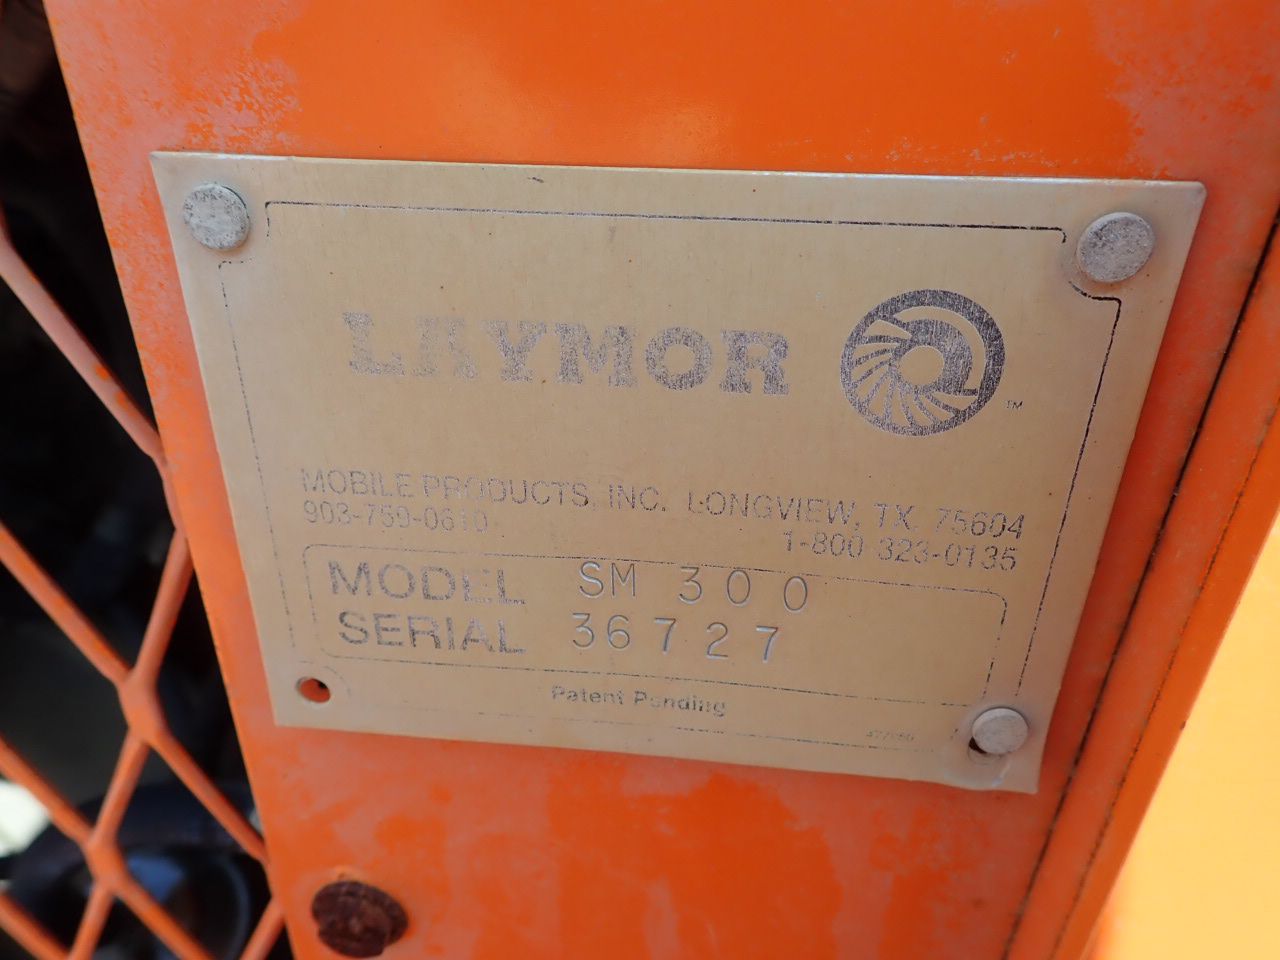 LAYMOR
TM
MOBILE PRODUCTS, INC. LONGVIEW, TX. 75604
903-759-0610 1-800 323-0135
MODEL SM 300
SERIAL 36727
Patent Pending